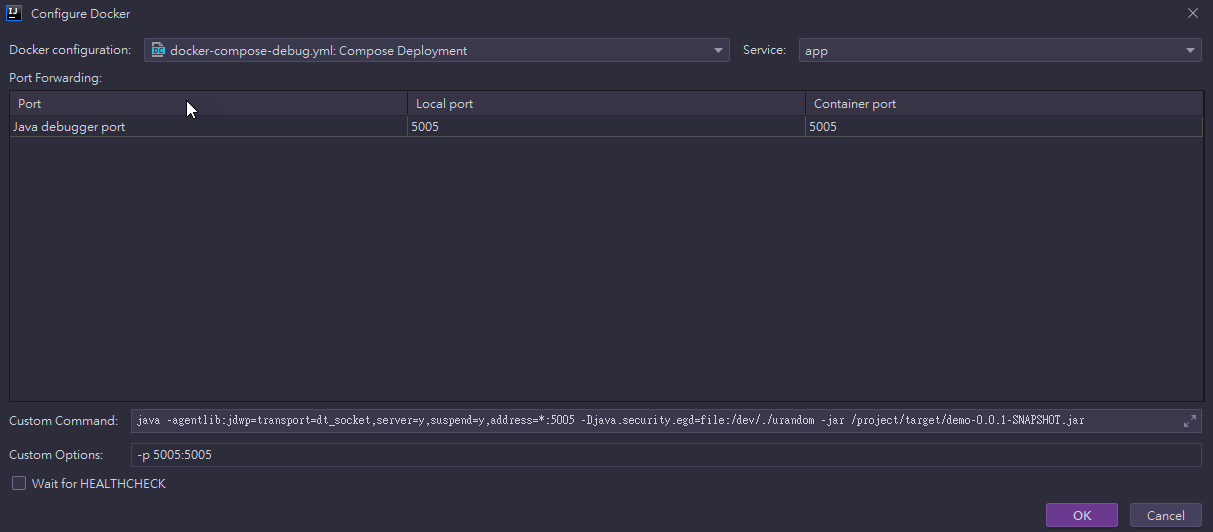 IJ Configure Docker
Docker configuration: DC docker-compose-debug.yml: Compose Deployment Service: app
Port Forwarding:
Port Local port Container port
Java debugger port 5005 5005
Custom Command: java -agentlib:jdwp=transport=dt_socket,server=y,suspend=y,address=*:5005 -Djava.security.egd=file:/dev/./urandom -jar /project/target/demo-0.0.1-SNAPSHOT.jar
Custom Options: -p 5005:5005
Wait for HEALTHCHECK
OK Cancel